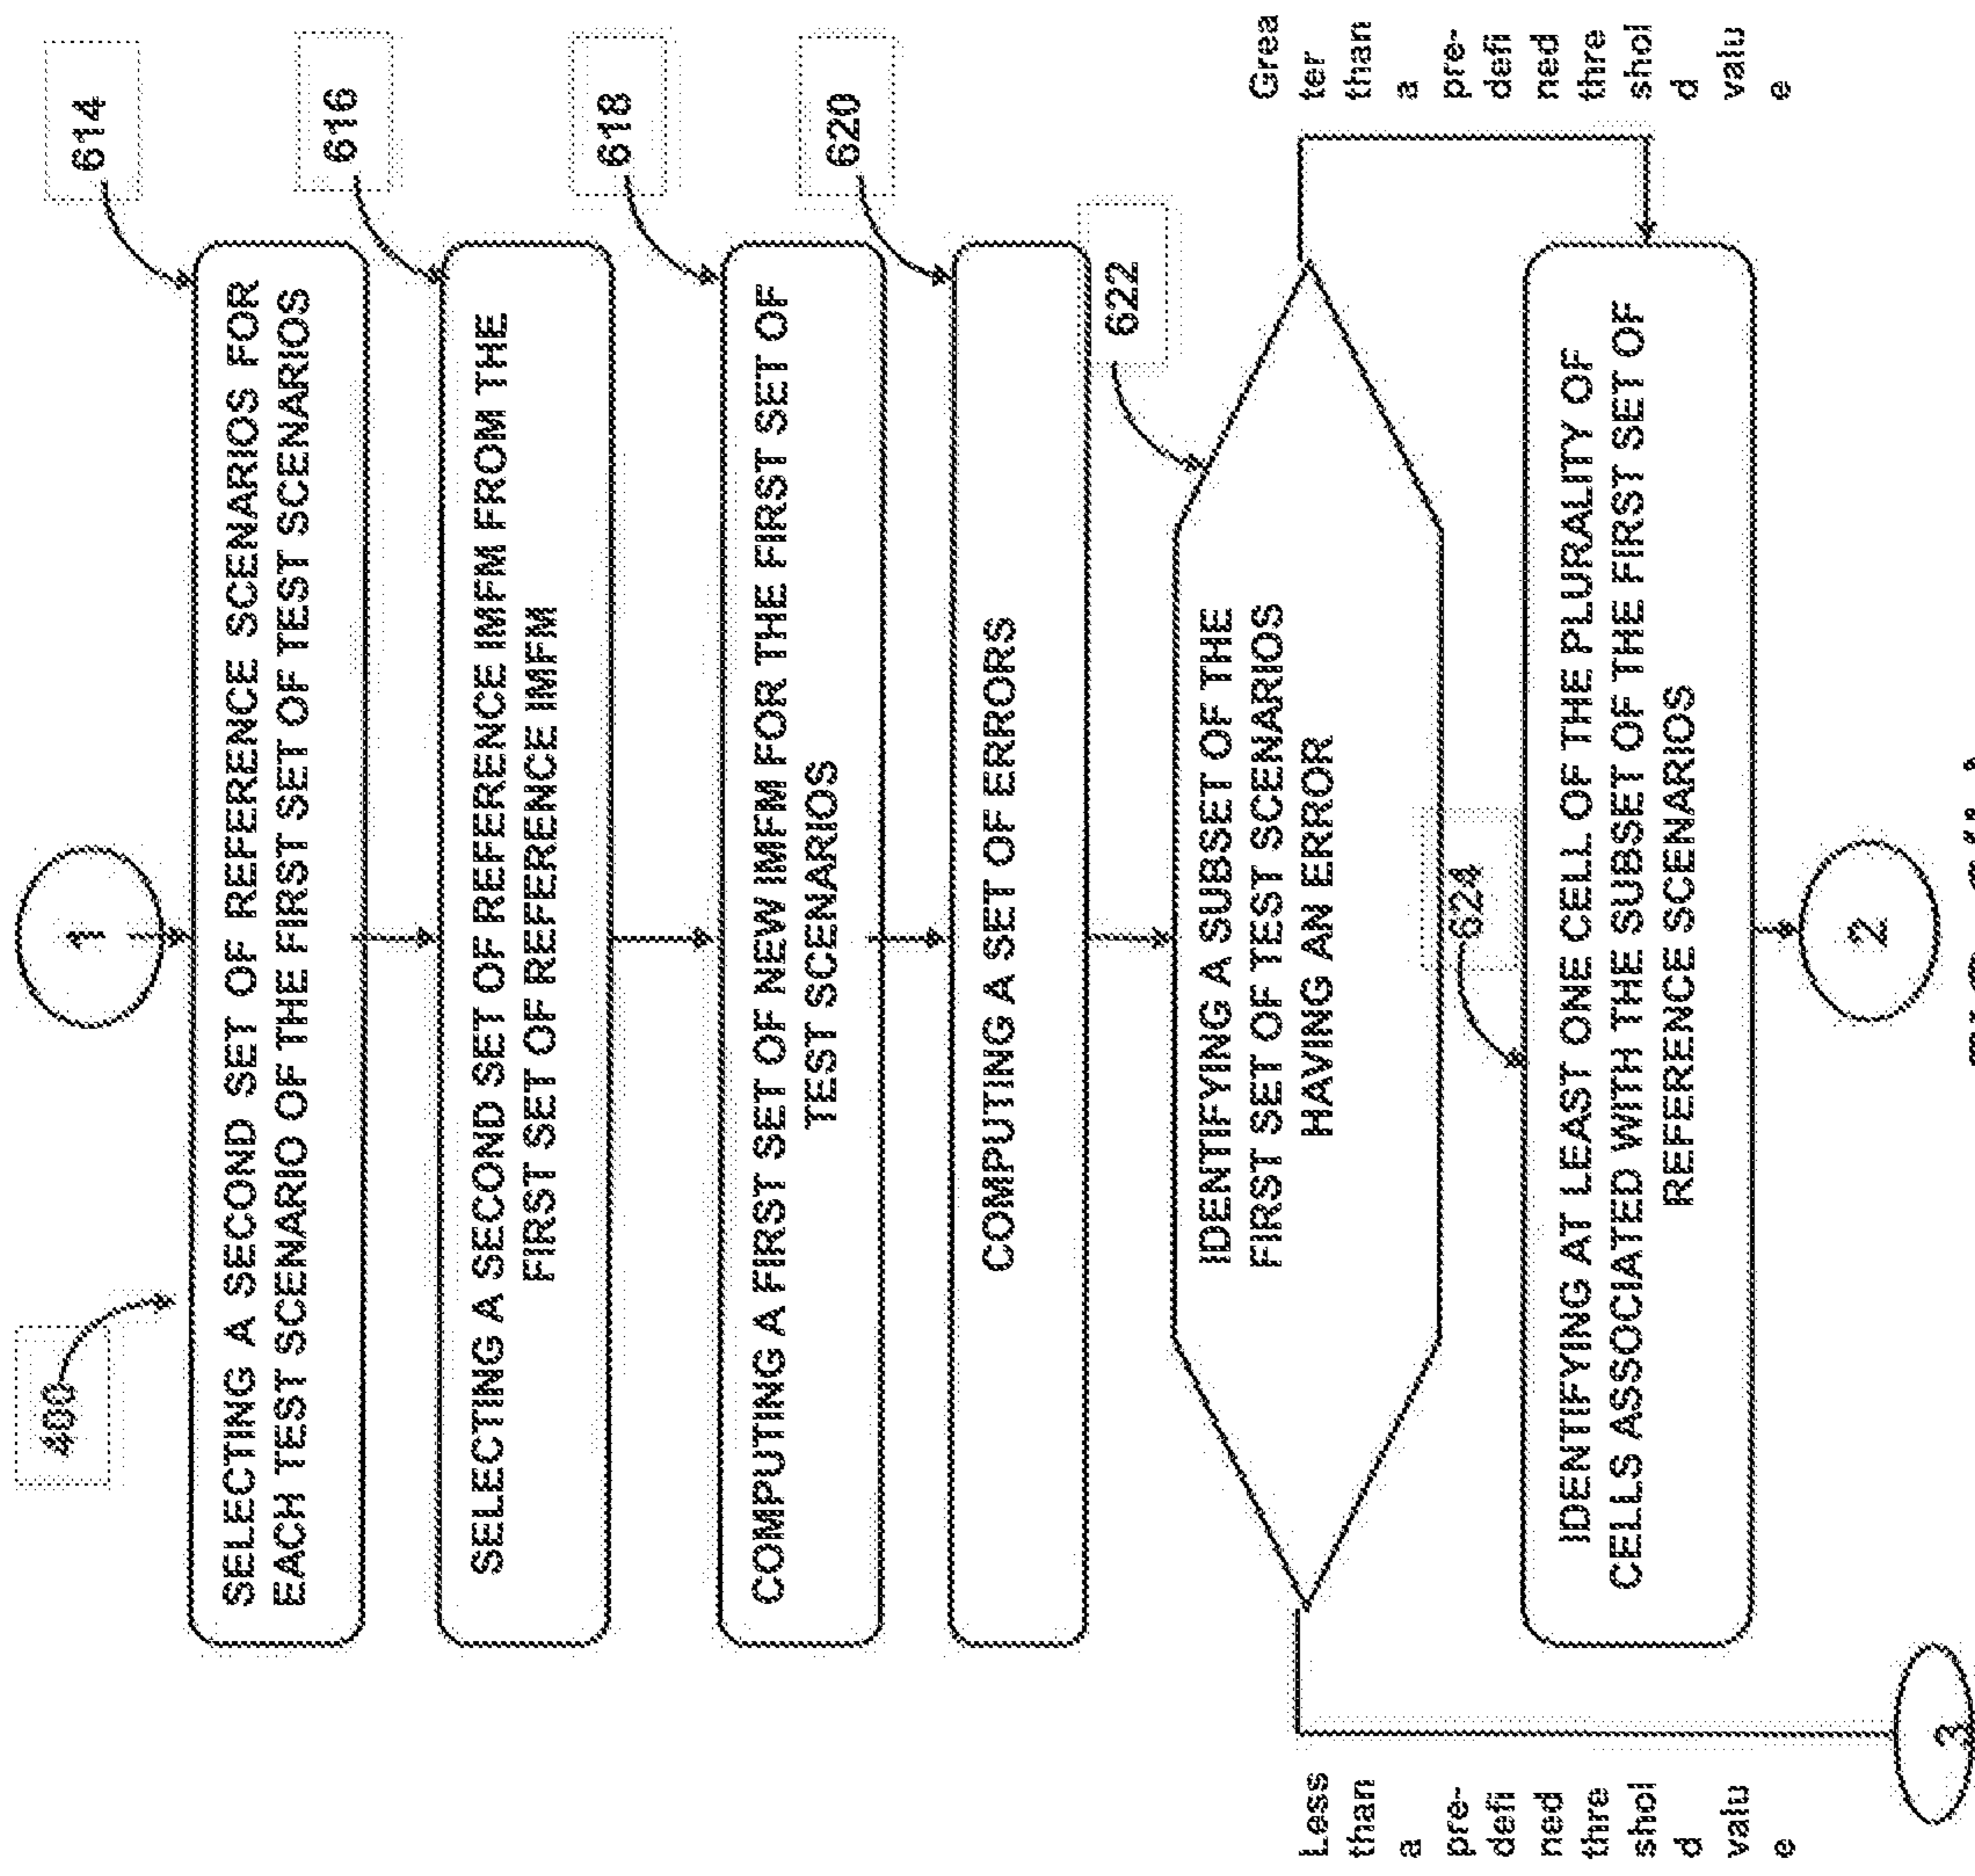 1
400
614
SELECTING A SECOND SET OF REFERENCE SCENARIOS FOR
EACH TEST SCENARIO OF THE FIRST SET OF TEST SCENARIOS
616
SELECTING A SECOND SET OF REFERENCE IMFM FROM THE
FIRST SET OF REFERENCE IMFM
618
COMPUTING A FIRST SET OF NEW IMFM FOR THE FIRST SET OF
TEST SCENARIOS
620
COMPUTING A SET OF ERRORS
622
IDENTIFYING A SUBSET OF THE
FIRST SET OF TEST SCENARIOS
HAVING AN ERROR
Less
than
a
pre-
defi
ned
thre
shol
d
valu
e
Grea
ter
than
a
pre-
defi
ned
thre
shol
d
valu
e
624
IDENTIFYING AT LEAST ONE CELL OF THE PLURALITY OF
CELLS ASSOCIATED WITH THE SUBSET OF THE FIRST SET OF
REFERENCE SCENARIOS
2
3